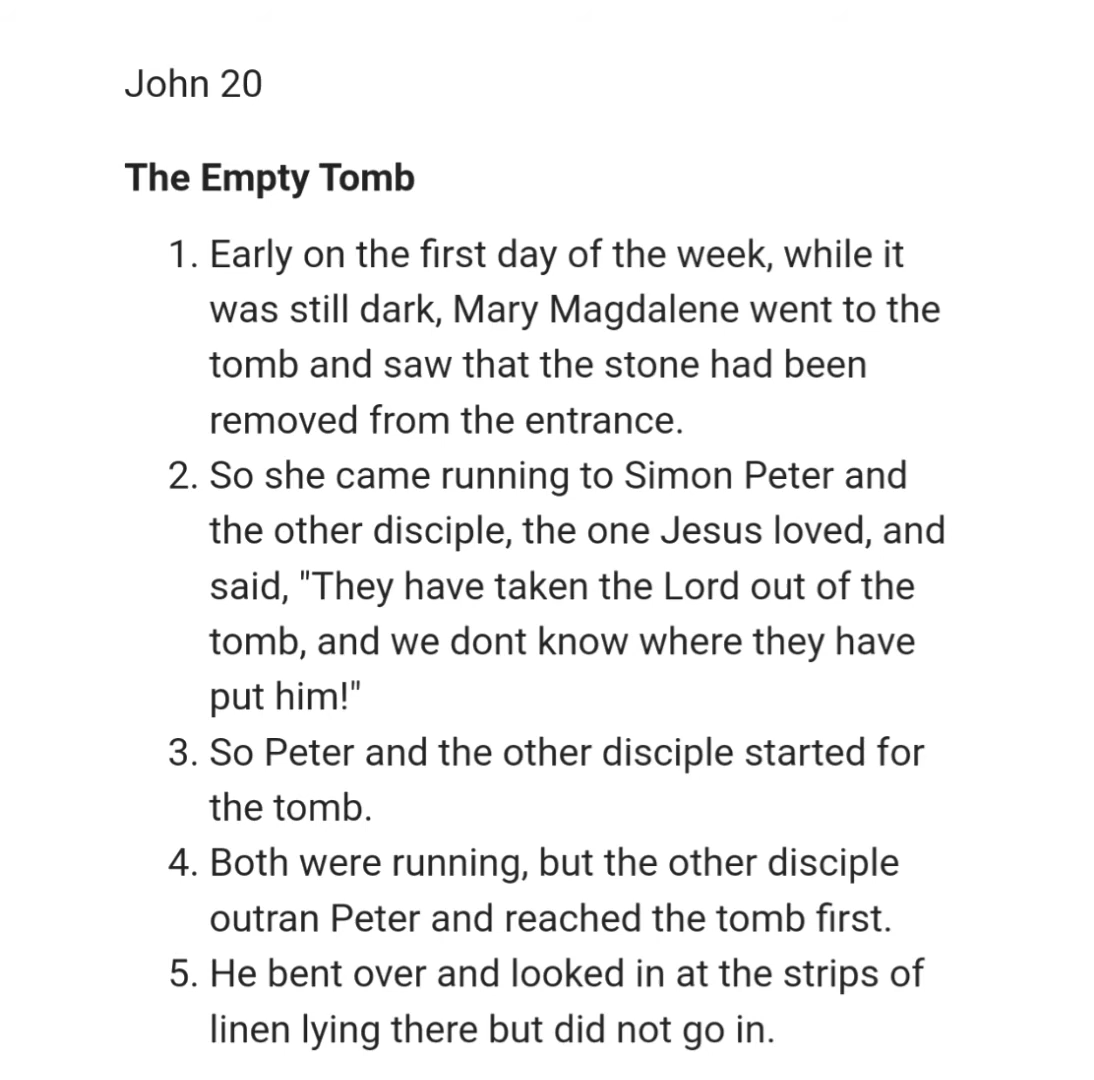 John 20
The Empty Tomb
1. Early on the first day of the week, while it
was still dark, Mary Magdalene went to the
tomb and saw that the stone had been
removed from the entrance.
2. So she came running to Simon Peter and
the other disciple, the one Jesus loved, and
said, "They have taken the Lord out of the
tomb, and we dont know where they have
put him!"
3. So Peter and the other disciple started for
the tomb.
4. Both were running, but the other disciple
outran Peter and reached the tomb first.
5. He bent over and looked in at the strips of
linen lying there but did not go in.